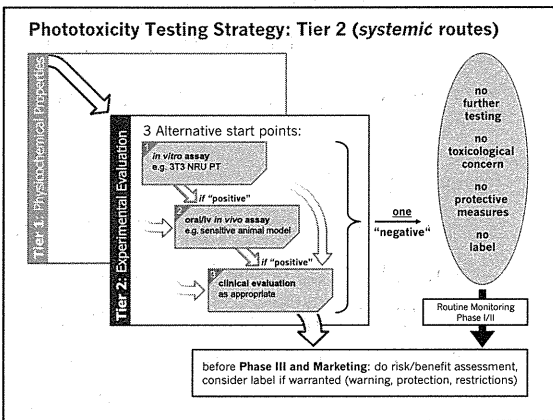 Phototoxicity Testing Strategy: Tier 2 (systemic routes)
Tier 1: Physicochemical Properties
Tier 2: Experimental Evaluation
3 Alternative start points:
1
in vitro assay
e.g. 3T3 NRU PT
if "positive"
2
oral/iv in vivo assay
e.g. sensitive animal model
if "positive"
clinical evaluation
as appropriate
one
"negative"
no
further
testing
no
toxicological
concern
no
protective
measures
no
label
Routine Monitoring
Phase I/II
before Phase III and Marketing: do risk/benefit assessment,
consider label if warranted (warning, protection, restrictions)